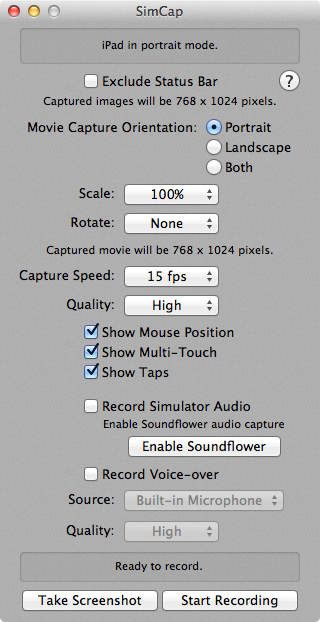 SimCap
iPad in portrait mode.
Exclude Status Bar
?
Captured images will be 768 x 1024 pixels.
Movie Capture Orientation: Portrait
Landscape
Both
Scale: 100%
Rotate: None
Captured movie will be 768 x 1024 pixels.
Capture Speed: 15 fps
Quality: High
Show Mouse Position
Show Multi-Touch
Show Taps
Record Simulator Audio
Enable Soundflower audio capture
Enable Soundflower
Record Voice-over
Source: Built-in Microphone
Quality: High
Ready to record.
Take Screenshot Start Recording